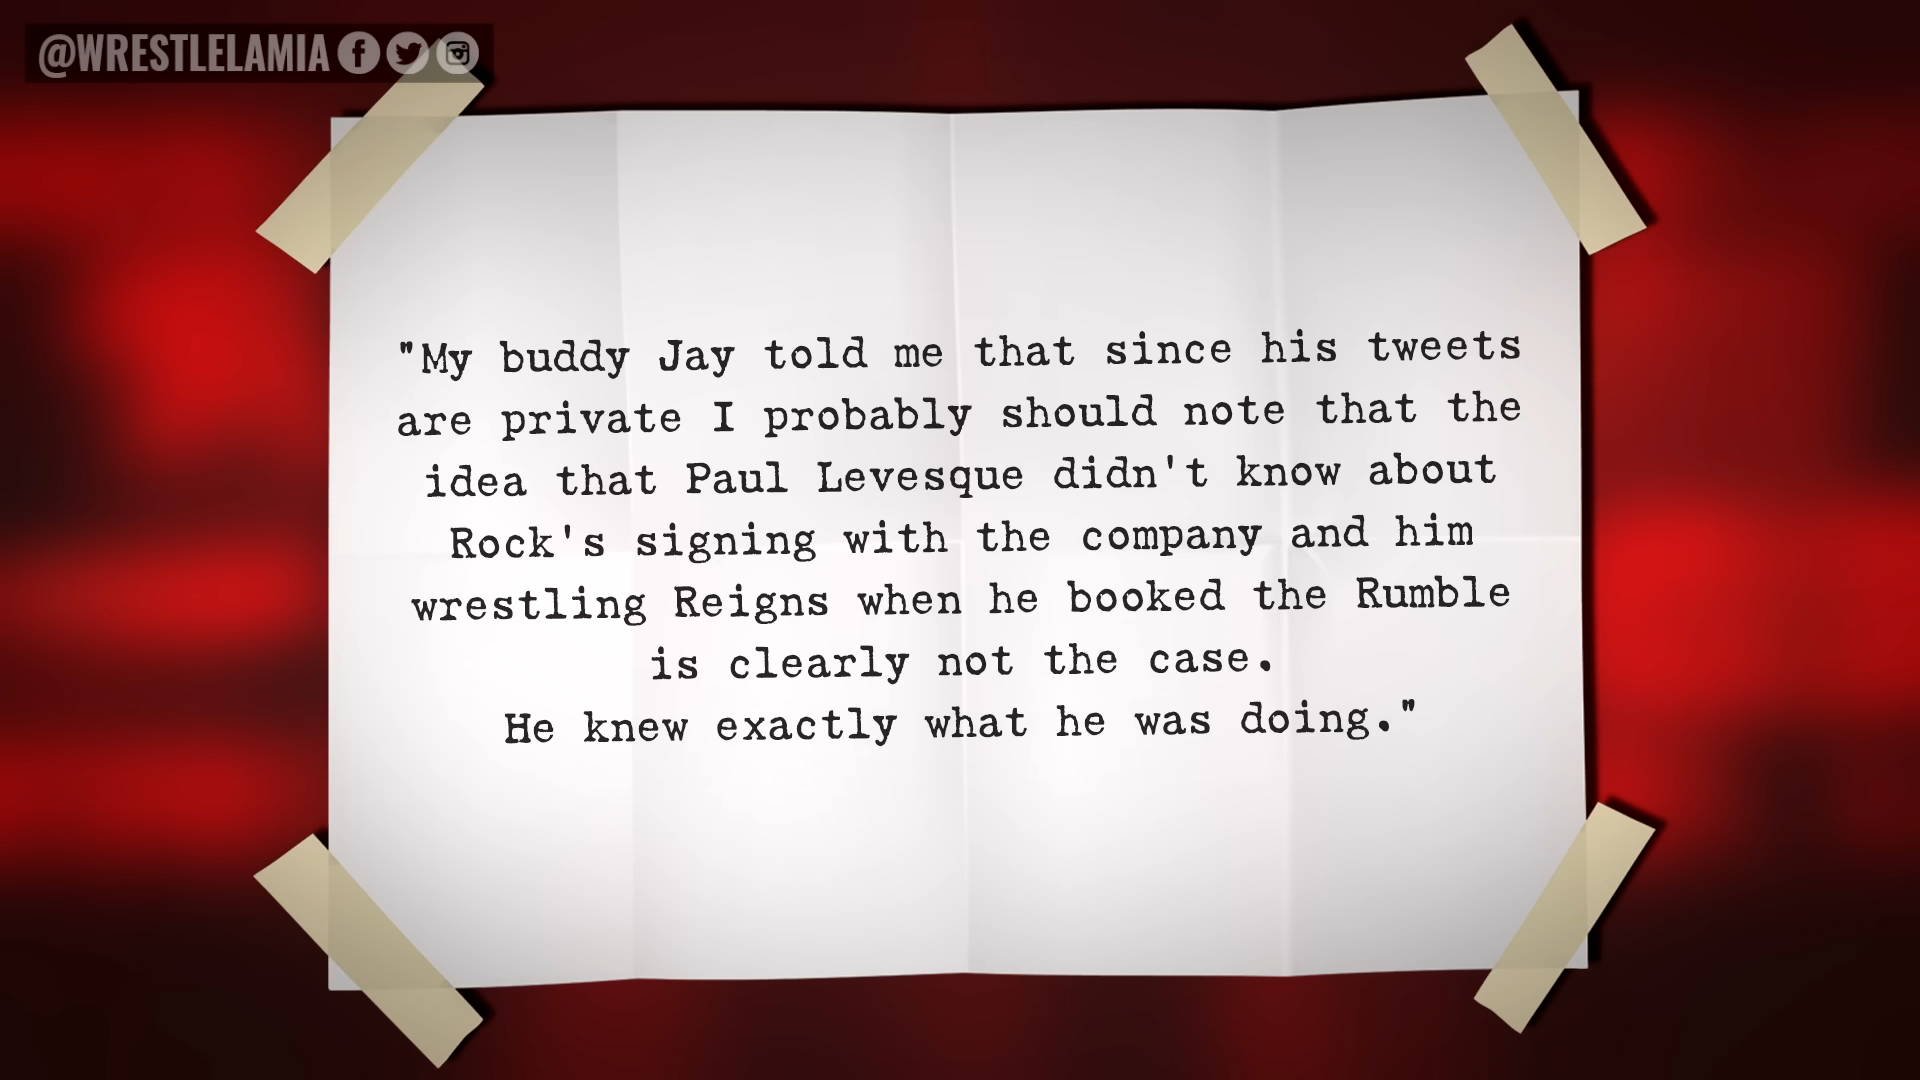 @WRESTLELAMIA
"My buddy Jay told me that since his tweets
are private I probably should note that the
idea that Paul Levesque didn't know about
Rock's signing with the company and him
wrestling Reigns when he booked the Rumble
is clearly not the case.
He knew exactly what he was doing."